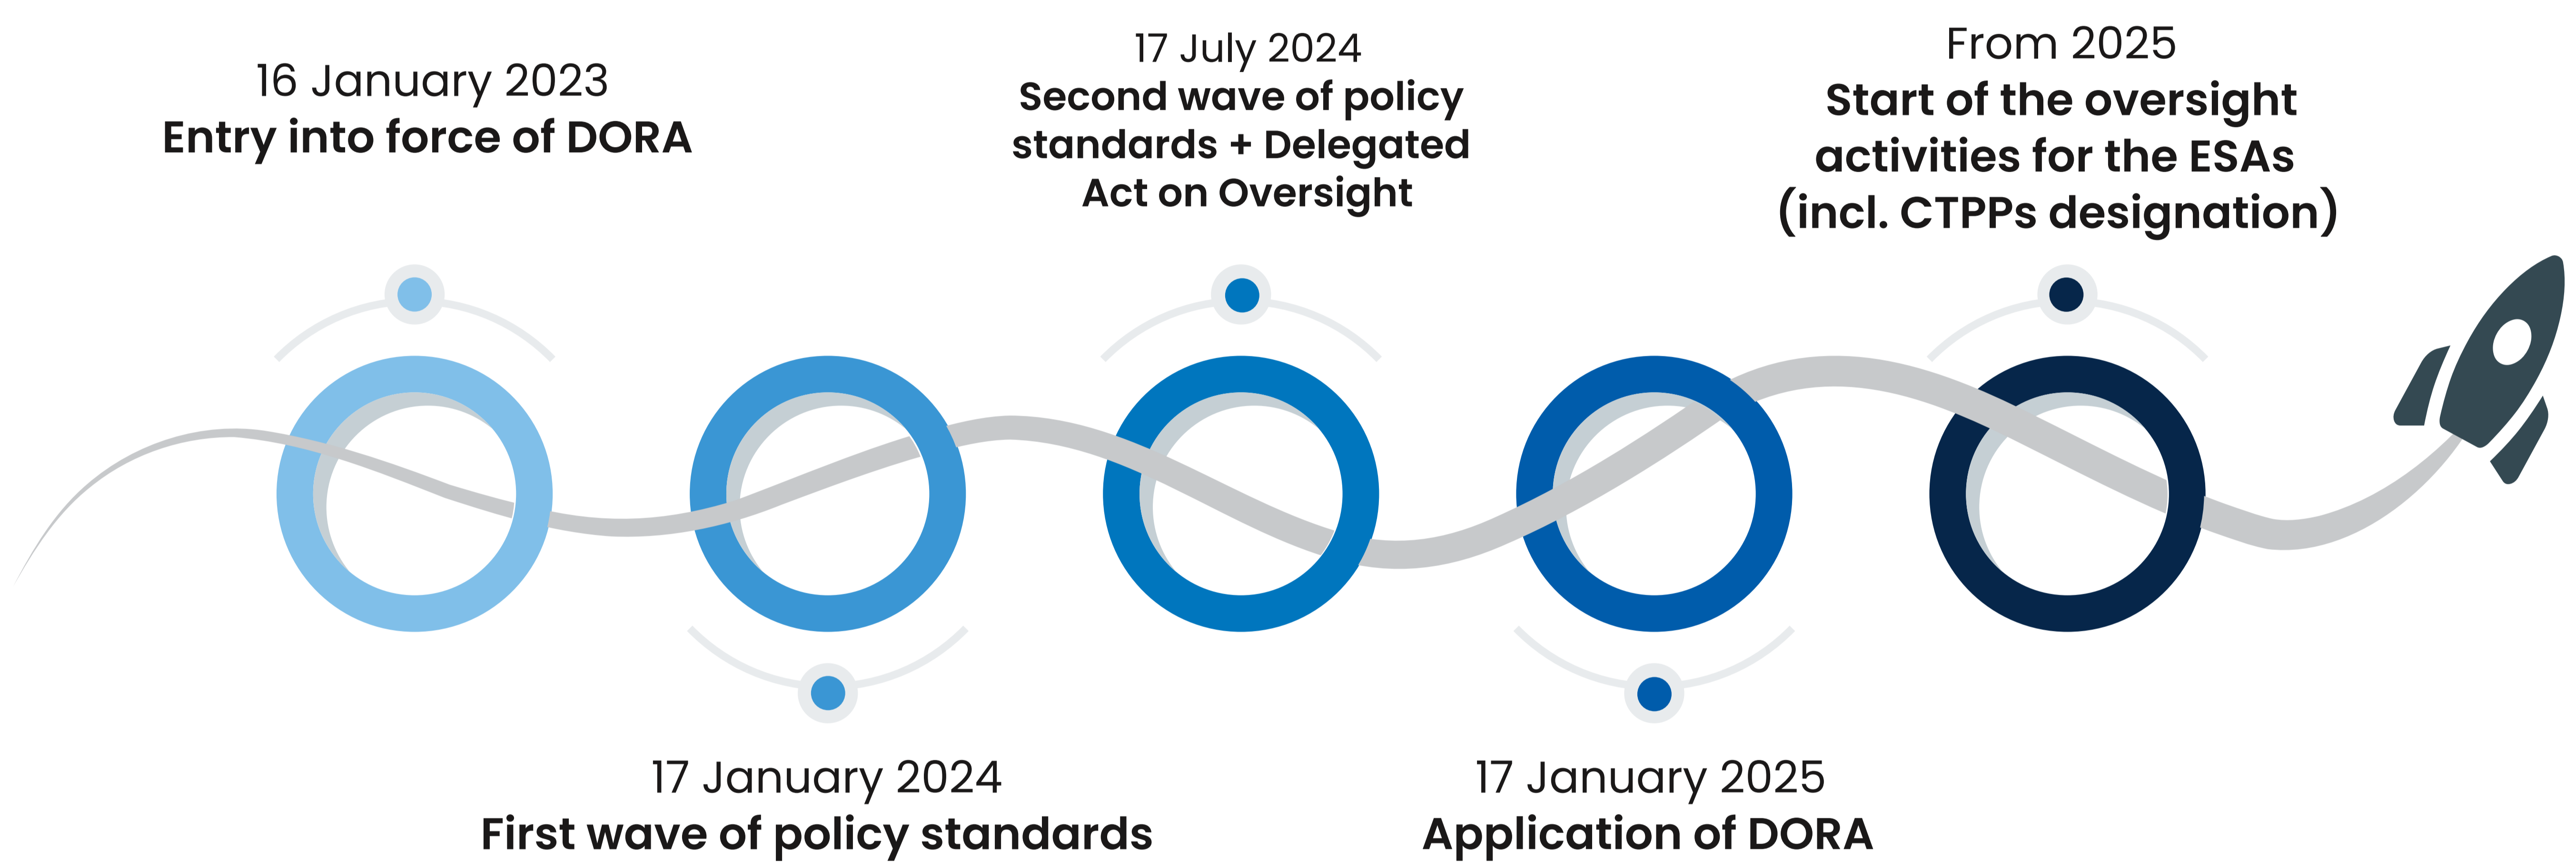 16 January 2023
Entry into force of DORA
17 January 2024
First wave of policy standards
17 July 2024
Second wave of policy
standards + Delegated
Act on Oversight
17 January 2025
Application of DORA
From 2025
Start of the oversight
activities for the ESAs
(incl. CTPPs designation)